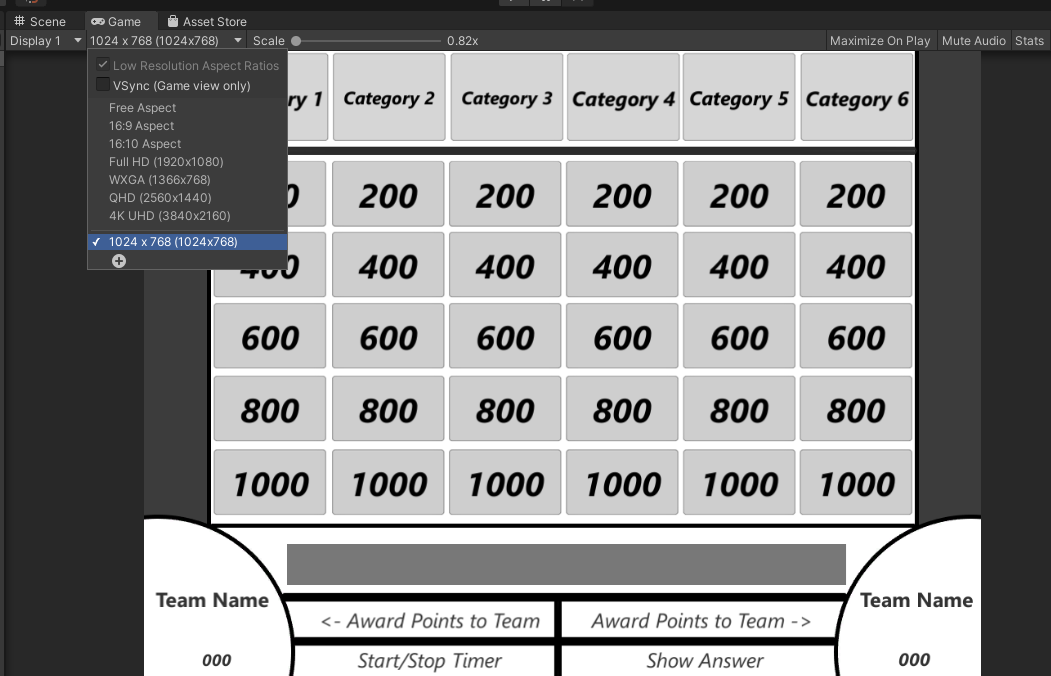 Scene Game Asset Store
Display 1 1024 x 768 (1024x768) Scale 0.82x Maximize On Play Mute Audio Stats
Low Resolution Aspect Ratios
VSync (Game view only)
Free Aspect
16:9 Aspect
16:10 Aspect
Full HD (1920x1080)
WXGA (1366x768)
QHD (2560x1440)
4K UHD (3840x2160)
1024 x 768 (1024x768)
ry 1 Category 2 Category 3 Category 4 Category 5 Category 6
0 200 200 200 200 200
400 400 400 400 400 400
600 600 600 600 600 600
800 800 800 800 800 800
1000 1000 1000 1000 1000 1000
Team Name
000
<- Award Points to Team Award Points to Team ->
Start/Stop Timer Show Answer
Team Name
000